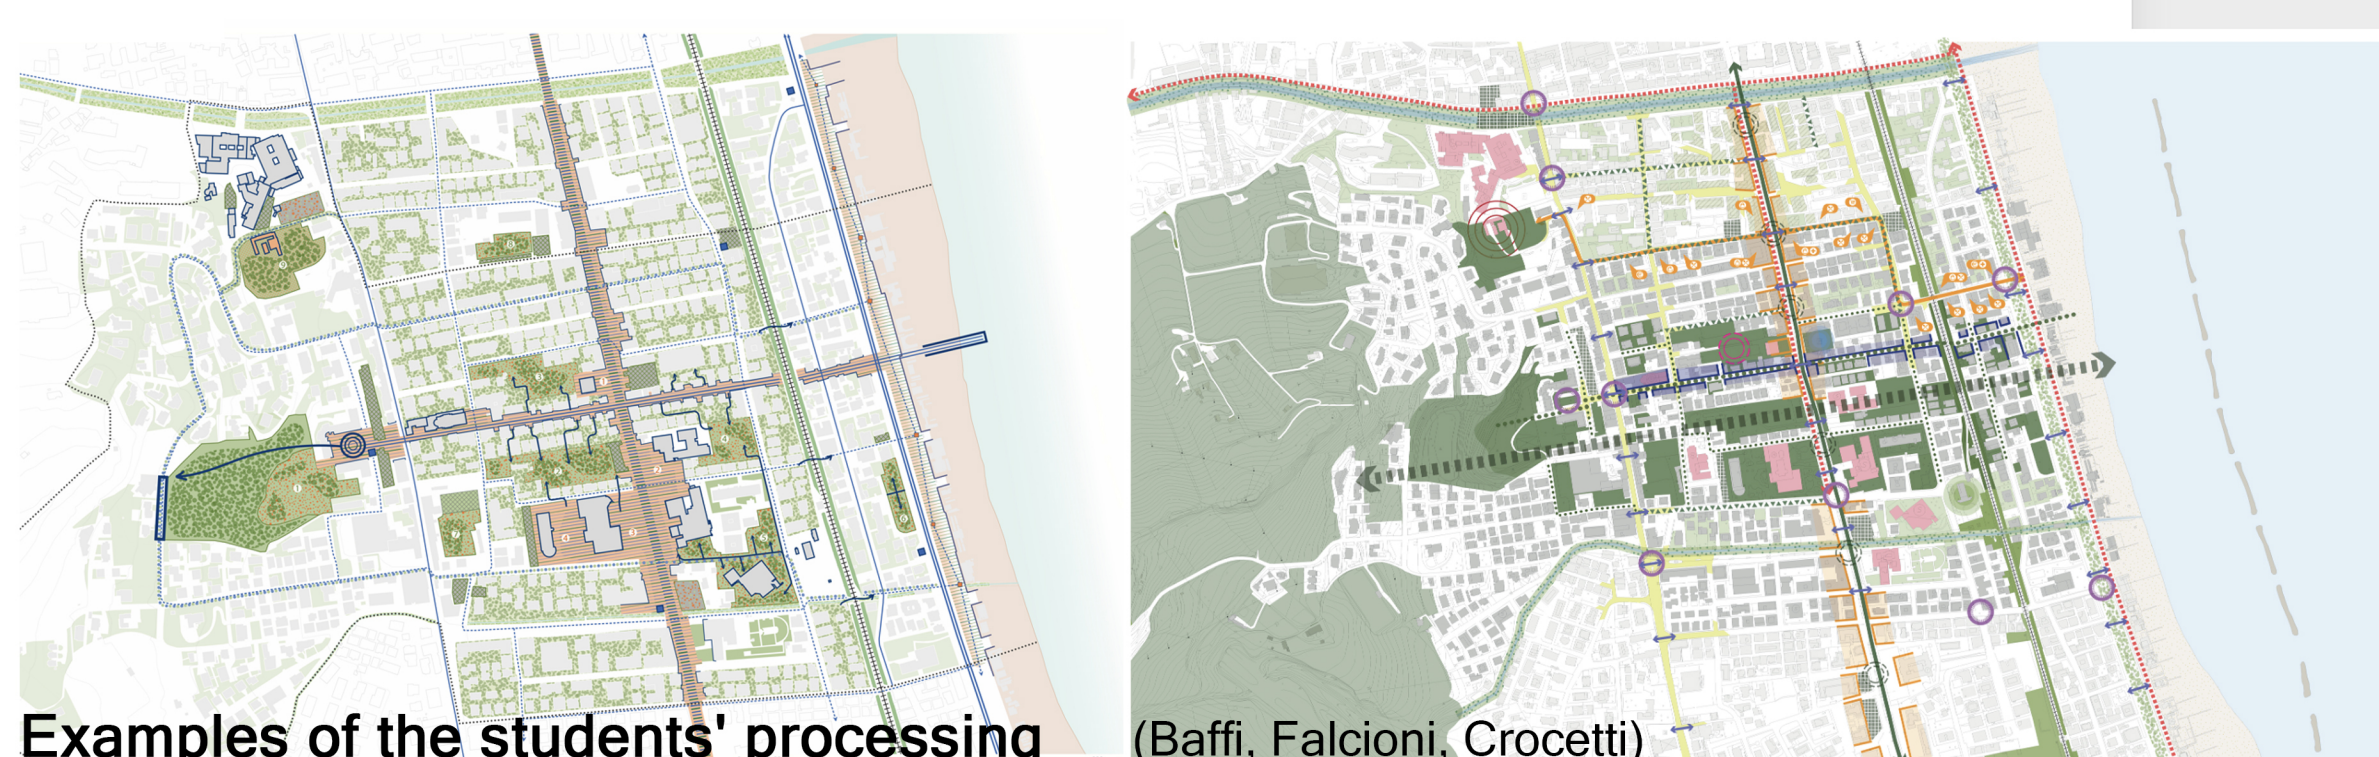 Examples of the students' processing (Baffi, Falcioni, Crocetti)